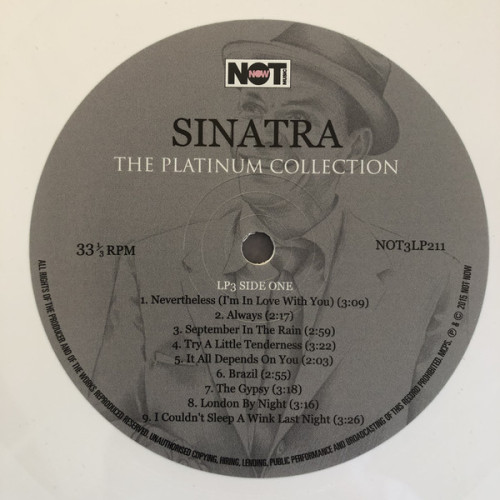 NOT NOW MUSIC
SINATRA
THE PLATINUM COLLECTION
33 1/3 RPM
NOT3LP211
LP3 SIDE ONE
1. Nevertheless (I'm In Love With You) (3:09)
2. Always (2:17)
3. September In The Rain (2:59)
4. Try A Little Tenderness (3:22)
5. It All Depends On You (2:03)
6. Brazil (2:55)
7. The Gypsy (3:18)
8. London By Night (3:16)
9. I Couldn't Sleep A Wink Last Night (3:26)
ALL RIGHTS OF THE PRODUCER AND OF THE WORKS REPRODUCED RESERVED. UNAUTHORISED COPYING, HIRING, LENDING, PUBLIC PERFORMANCE AND BROADCASTING OF THIS RECORD PROHIBITED. MCPS. ℗ & © 2015 NOT NOW